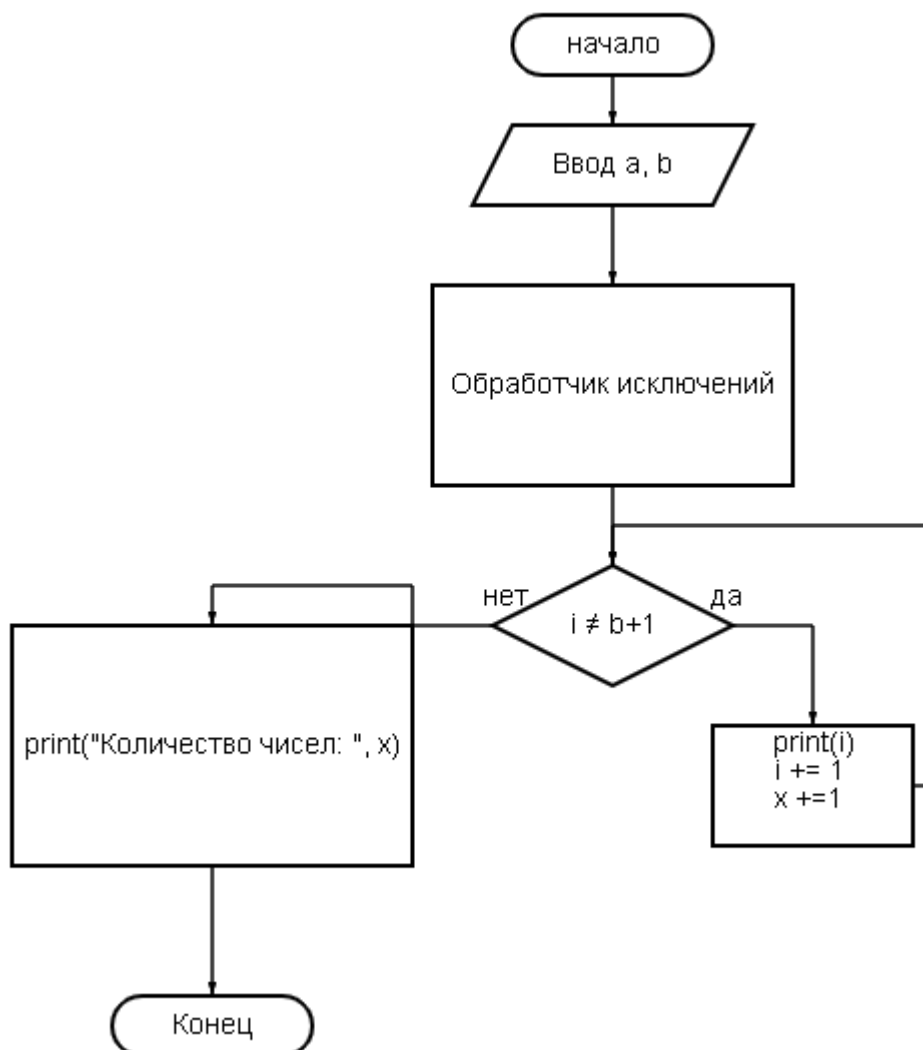 начало
Ввод a, b
Обработчик исключений
нет
да
i ≠ b+1
print("Количество чисел: ", x)
print(i)
i += 1
x +=1
Конец